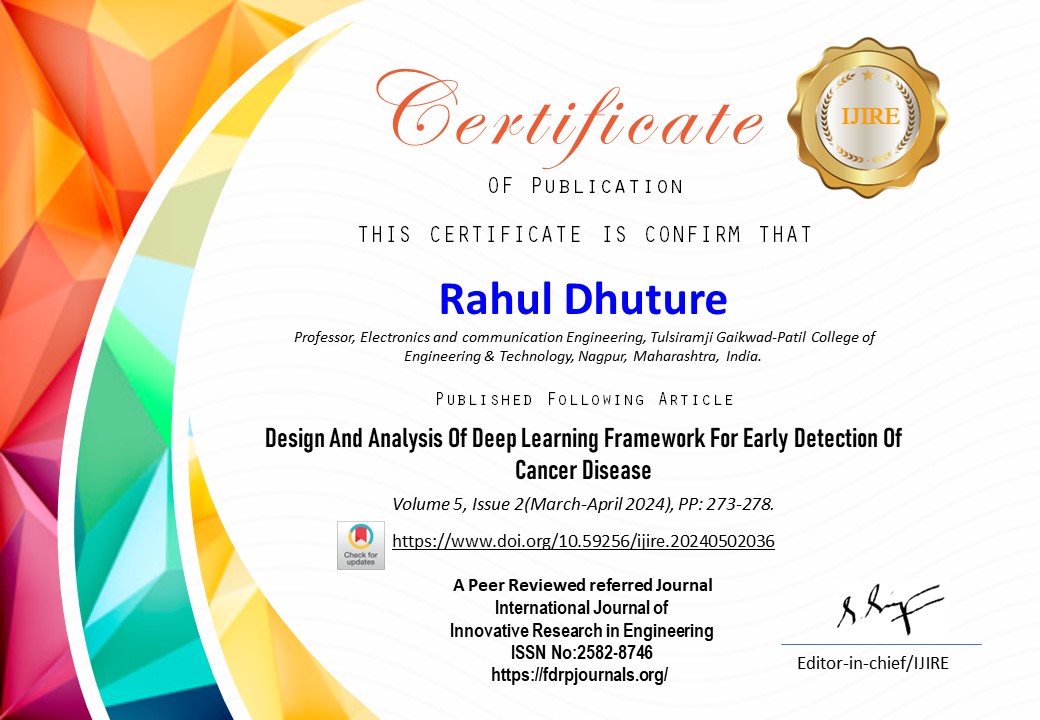 Certificate
IJIRE
OF PUBLICATION
THIS CERTIFICATE IS CONFIRM THAT
Rahul Dhuture
Professor, Electronics and communication Engineering, Tulsiramji Gaikwad-Patil College of
Engineering & Technology, Nagpur, Maharashtra, India.
PUBLISHED FOLLOWING ARTICLE
Design And Analysis Of Deep Learning Framework For Early Detection Of
Cancer Disease
Volume 5, Issue 2(March-April 2024), PP: 273-278.
Check for
updates
https://www.doi.org/10.59256/ijire.20240502036
A Peer Reviewed referred Journal
International Journal of
Innovative Research in Engineering
ISSN No:2582-8746
https://fdrpjournals.org/
Editor-in-chief/IJIRE